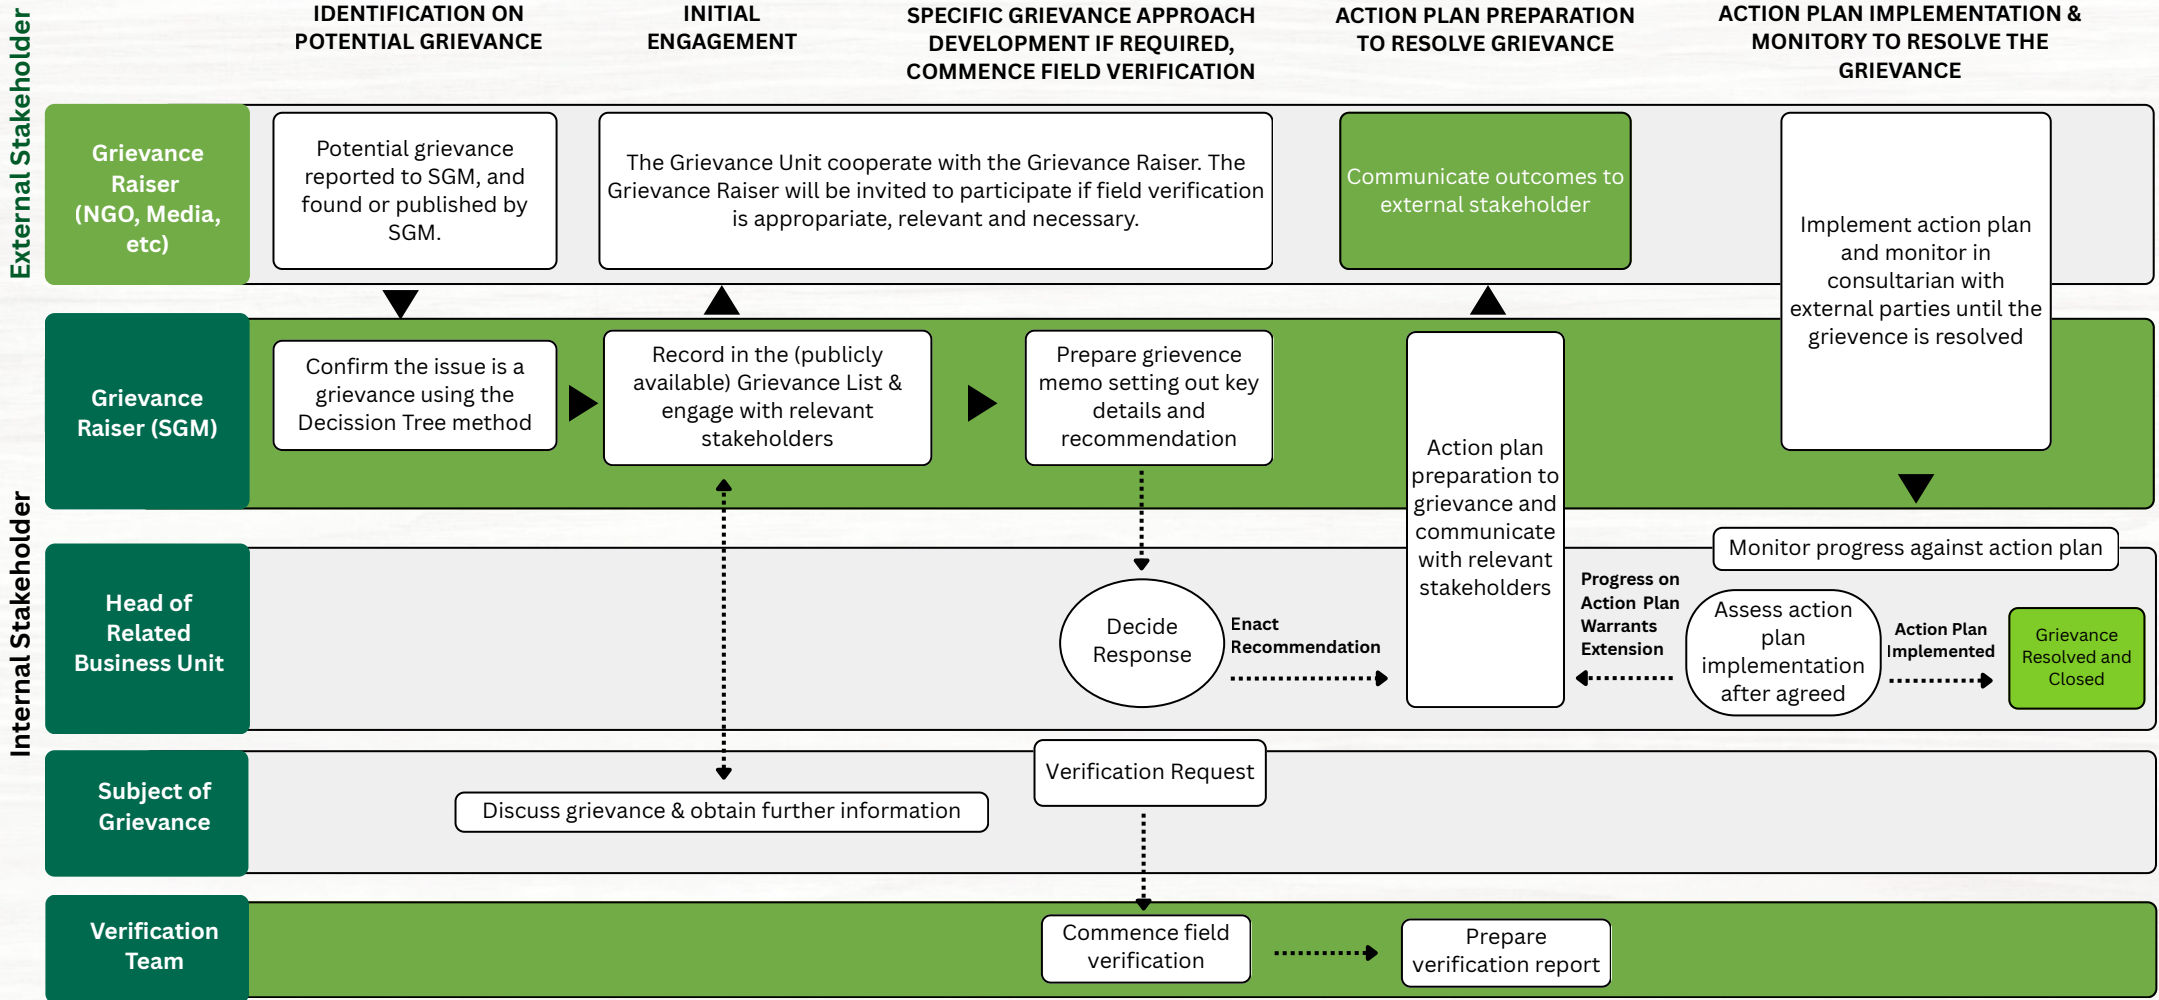 External Stakeholder
Internal Stakeholder
IDENTIFICATION ON
POTENTIAL GRIEVANCE
INITIAL
ENGAGEMENT
SPECIFIC GRIEVANCE APPROACH
DEVELOPMENT IF REQUIRED,
COMMENCE FIELD VERIFICATION
ACTION PLAN PREPARATION
TO RESOLVE GRIEVANCE
ACTION PLAN IMPLEMENTATION &
MONITORY TO RESOLVE THE
GRIEVANCE
Grievance
Raiser
(NGO, Media,
etc)
Potential grievance
reported to SGM, and
found or published by
SGM.
The Grievance Unit cooperate with the Grievance Raiser. The
Grievance Raiser will be invited to participate if field verification
is appropariate, relevant and necessary.
Communicate outcomes to
external stakeholder
Implement action plan
and monitor in
consultarian with
external parties until the
grievence is resolved
Grievance
Raiser (SGM)
Confirm the issue is a
grievance using the
Decission Tree method
Record in the (publicly
available) Grievance List &
engage with relevant
stakeholders
Prepare grievence
memo setting out key
details and
recommendation
Action plan
preparation to
grievance and
communicate
with relevant
stakeholders
Head of
Related
Business Unit
Decide
Response
Enact
Recommendation
Progress on
Action Plan
Warrants
Extension
Monitor progress against action plan
Assess action
plan
implementation
after agreed
Action Plan
Implemented
Grievance
Resolved and
Closed
Subject of
Grievance
Discuss grievance & obtain further information
Verification Request
Verification
Team
Commence field
verification
Prepare
verification report